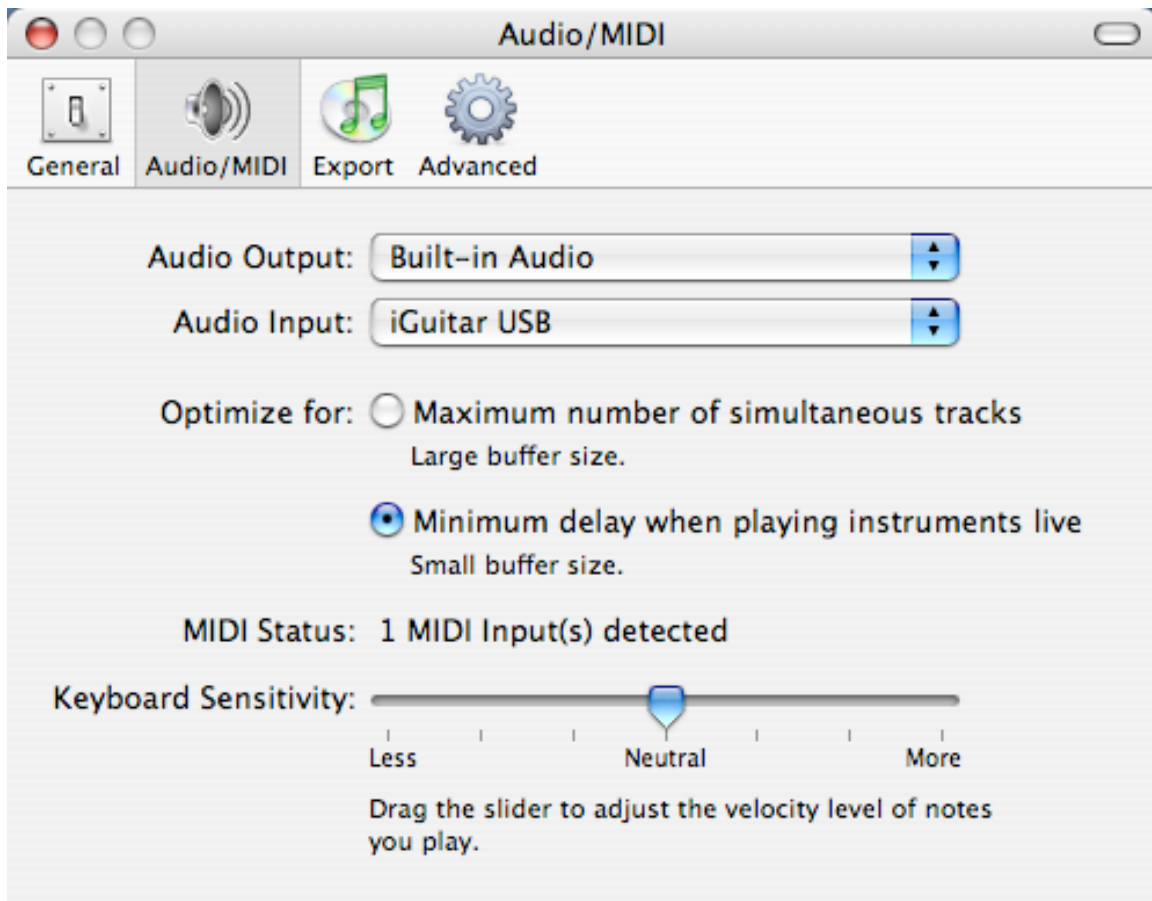 Audio/MIDI
General Audio/MIDI Export Advanced
Audio Output: Built-in Audio
Audio Input: iGuitar USB
Optimize for: Maximum number of simultaneous tracks
Large buffer size.
Minimum delay when playing instruments live
Small buffer size.
MIDI Status: 1 MIDI Input(s) detected
Keyboard Sensitivity:
Less Neutral More
Drag the slider to adjust the velocity level of notes
you play.